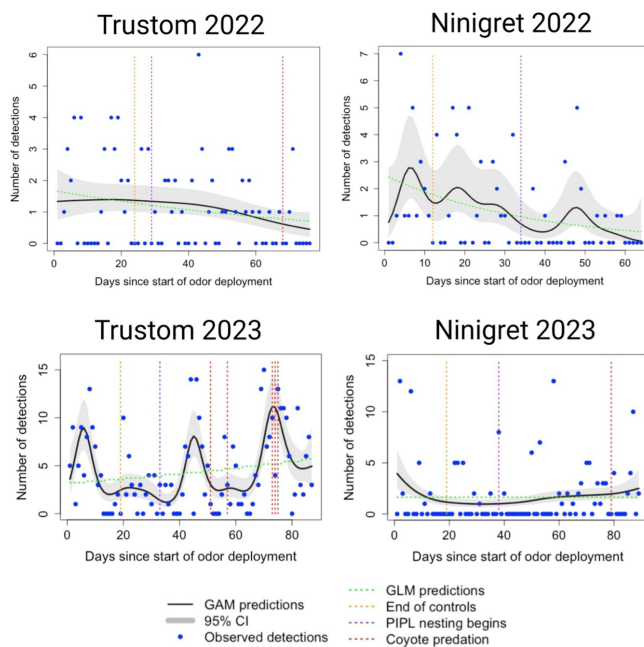 Trustom 2022
Ninigret 2022
Number of detections
0 1 2 3 4 5 6
0 20 40 60
Days since start of odor deployment
Number of detections
0 1 2 3 4 5 6 7
0 10 20 30 40 50 60
Days since start of odor deployment
Trustom 2023
Ninigret 2023
Number of detections
0 5 10 15
0 20 40 60 80
Days since start of odor deployment
Number of detections
0 5 10 15
0 20 40 60 80
Days since start of odor deployment
GAM predictions
95% CI
Observed detections
GLM predictions
End of controls
PIPL nesting begins
Coyote predation